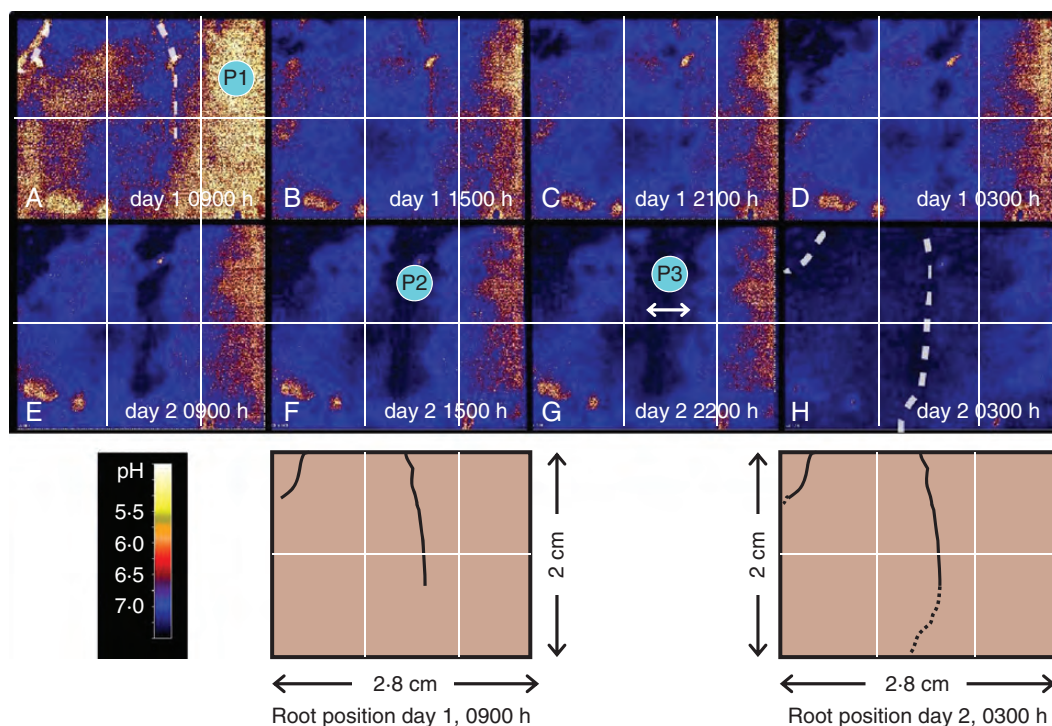 P1
A
day 1 0900 h
B
day 1 1500 h
C
day 1 2100 h
D
day 1 0300 h
E
day 2 0900 h
P2
F
day 2 1500 h
P3
G
day 2 2200 h
H
day 2 0300 h
pH
5·5
6·0
6·5
7·0
2 cm
2·8 cm
Root position day 1, 0900 h
2 cm
2·8 cm
Root position day 2, 0300 h